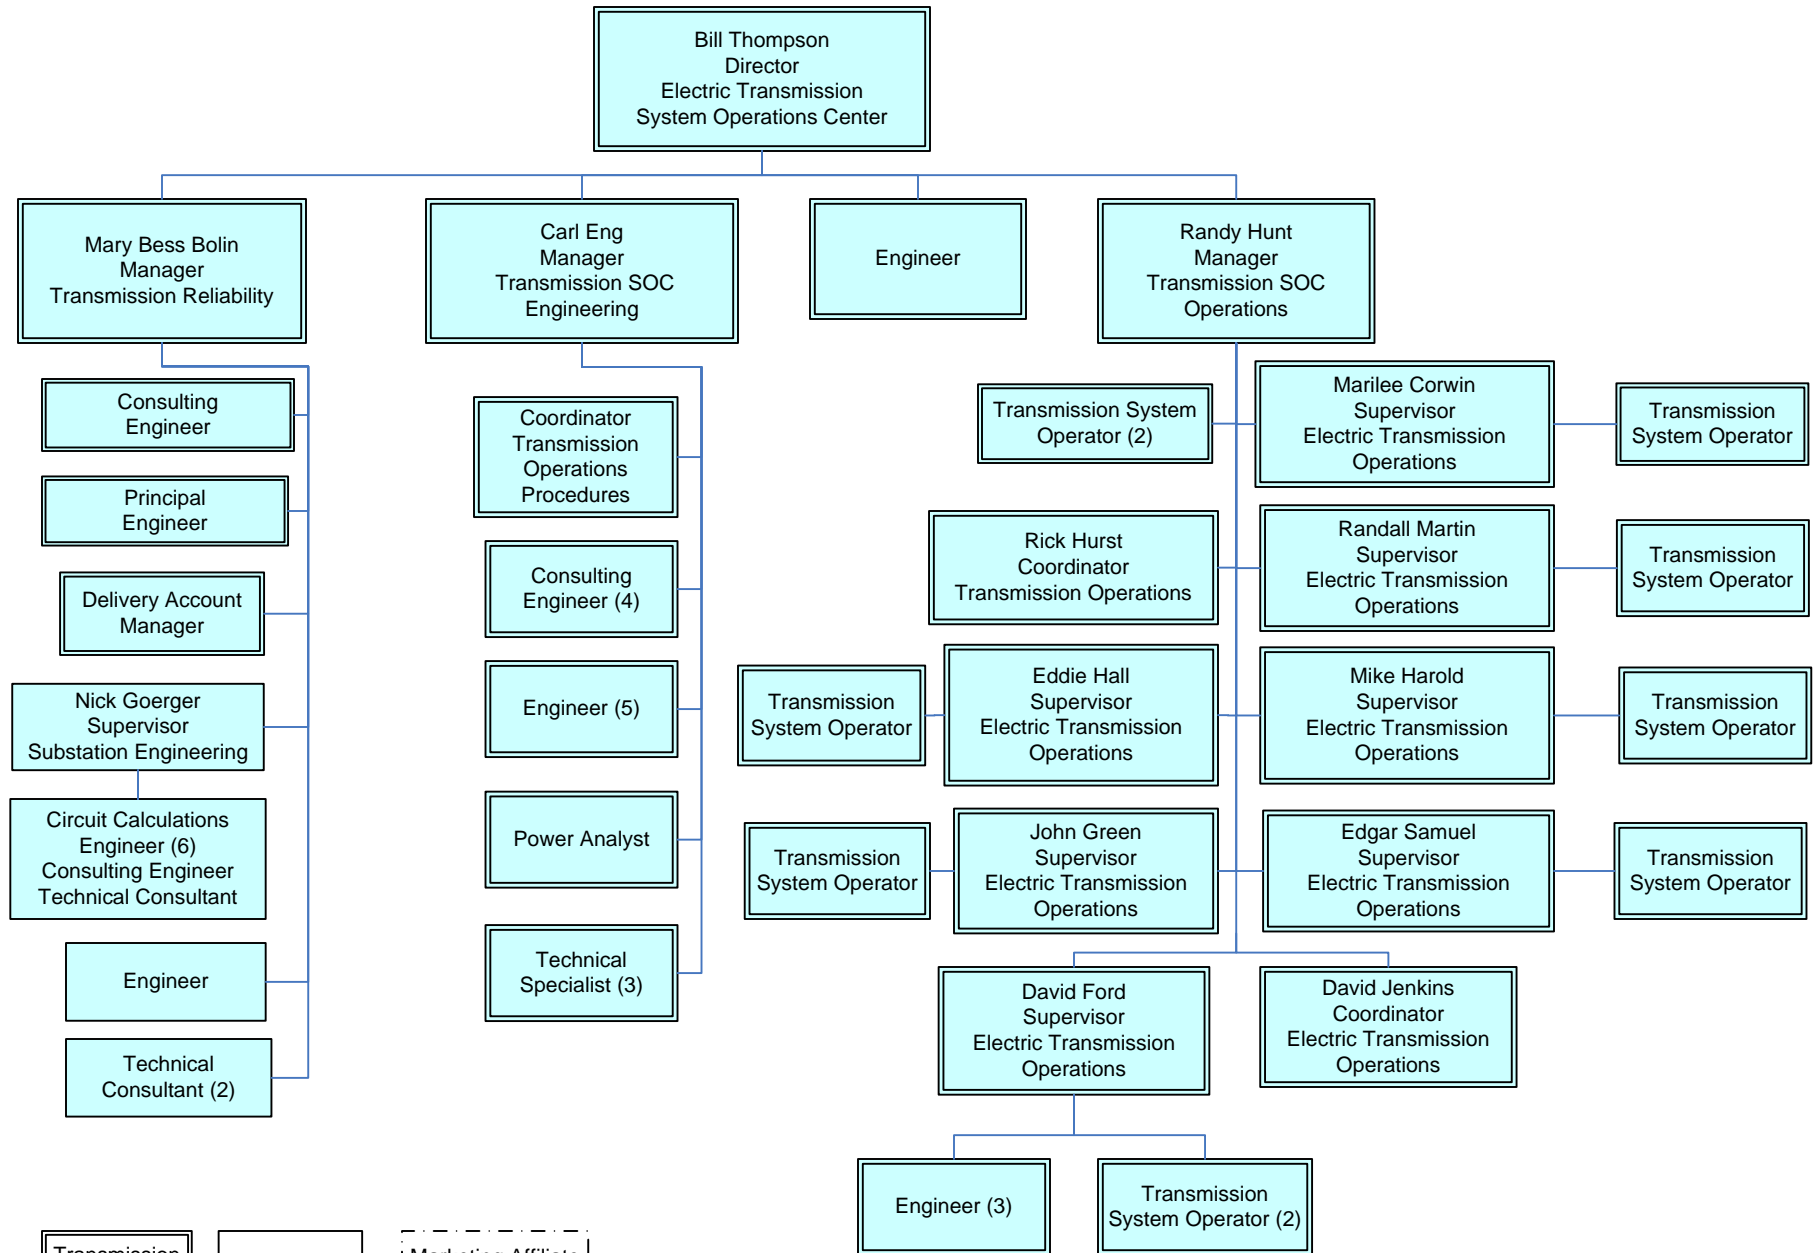 Bill Thompson
Director
Electric Transmission
System Operations Center
Mary Bess Bolin
Manager
Transmission Reliability
Carl Eng
Manager
Transmission SOC
Engineering
Engineer
Randy Hunt
Manager
Transmission SOC
Operations
Consulting
Engineer
Principal
Engineer
Delivery Account
Manager
Nick Goerger
Supervisor
Substation Engineering
Circuit Calculations
Engineer (6)
Consulting Engineer
Technical Consultant
Engineer
Technical
Consultant (2)
Coordinator
Transmission
Operations
Procedures
Consulting
Engineer (4)
Engineer (5)
Power Analyst
Technical
Specialist (3)
Transmission System
Operator (2)
Marilee Corwin
Supervisor
Electric Transmission
Operations
Transmission
System Operator
Rick Hurst
Coordinator
Transmission Operations
Randall Martin
Supervisor
Electric Transmission
Operations
Transmission
System Operator
Transmission
System Operator
Eddie Hall
Supervisor
Electric Transmission
Operations
Mike Harold
Supervisor
Electric Transmission
Operations
Transmission
System Operator
Transmission
System Operator
John Green
Supervisor
Electric Transmission
Operations
Edgar Samuel
Supervisor
Electric Transmission
Operations
Transmission
System Operator
David Ford
Supervisor
Electric Transmission
Operations
David Jenkins
Coordinator
Electric Transmission
Operations
Engineer (3)
Transmission
System Operator (2)
Transmission
Marketing Affiliate